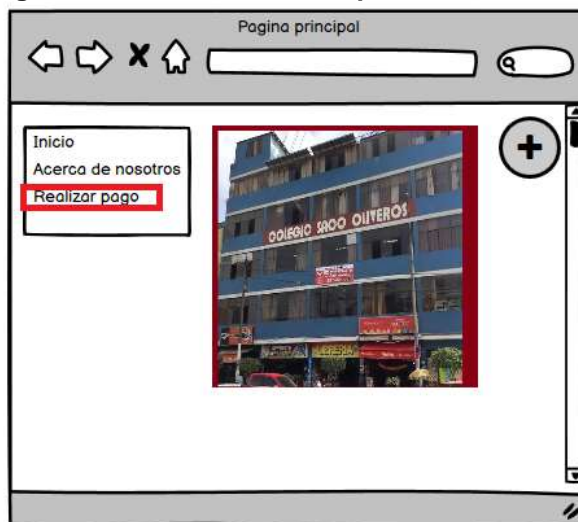 Pagina principal
Inicio
Acerca de nosotros
Realizar pago
COLEGIO SACO OLIVEROS